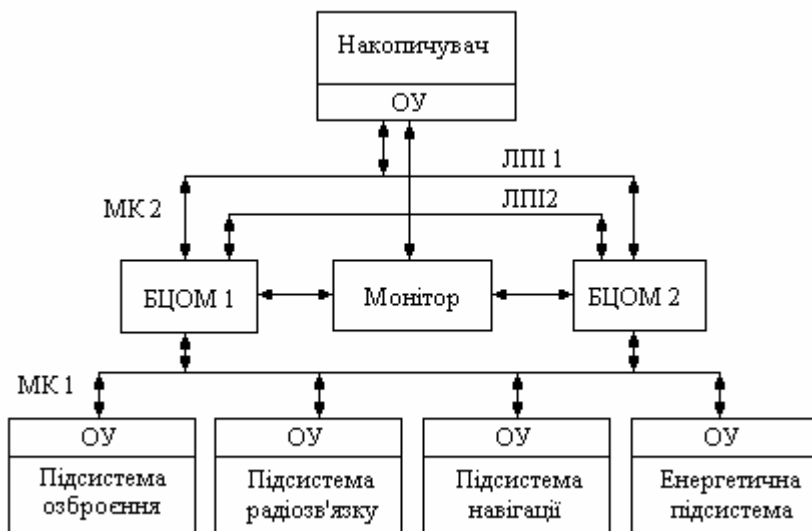 Накопичувач
ОУ
ЛПІ 1
МК 2
ЛПІ2
БЦОМ 1
Монітор
БЦОМ 2
МК 1
ОУ
ОУ
ОУ
ОУ
Підсистема
озброєння
Підсистема
радіозв'язку
Підсистема
навігації
Енергетична
підсистема